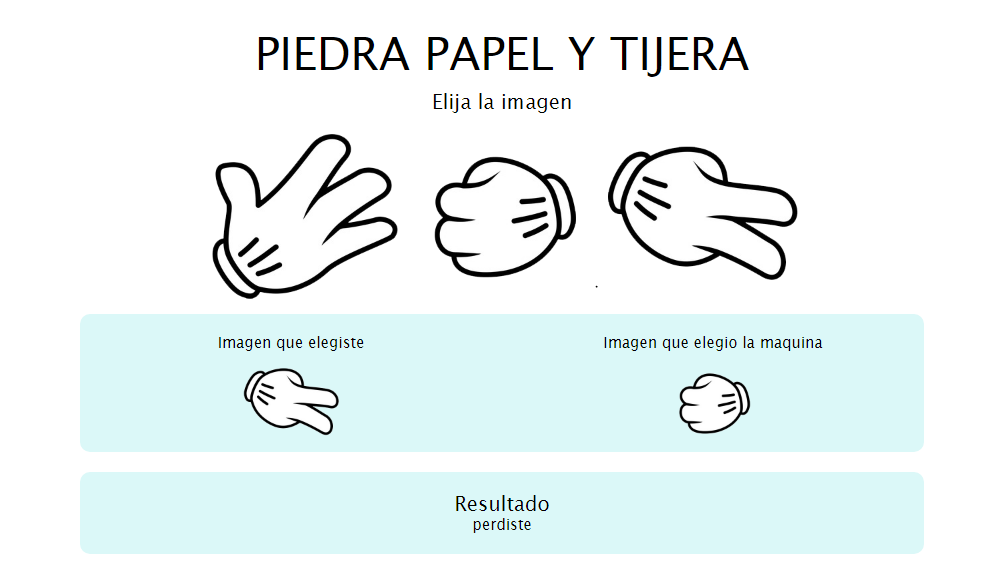 PIEDRA PAPEL Y TIJERA
Elija la imagen
Imagen que elegiste
Imagen que elegio la maquina
Resultado
perdiste